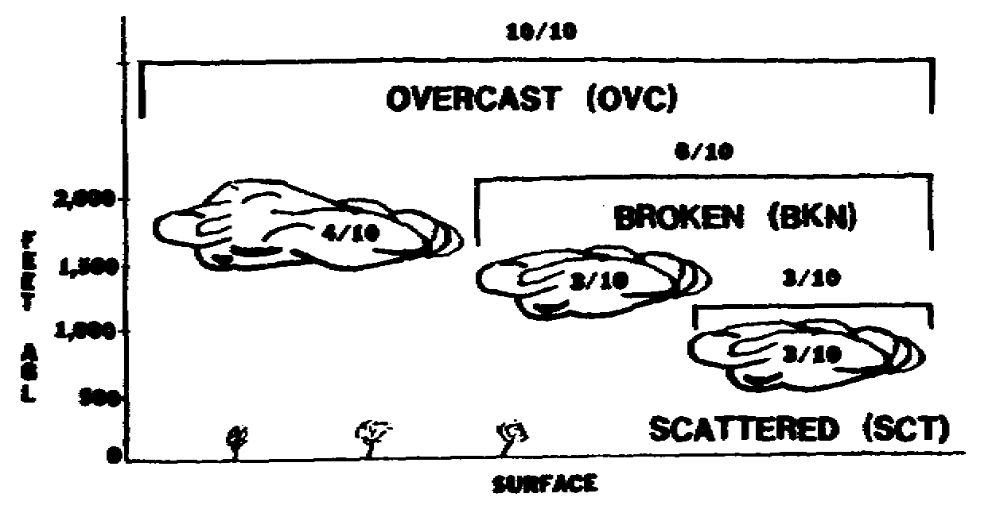 10/10
OVERCAST (OVC)
6/10
2,000
BROKEN (BKN)
4/10
1,500
3/10
3/10
1,000
3/10
500
SCATTERED (SCT)
0
FEET AGL
SURFACE